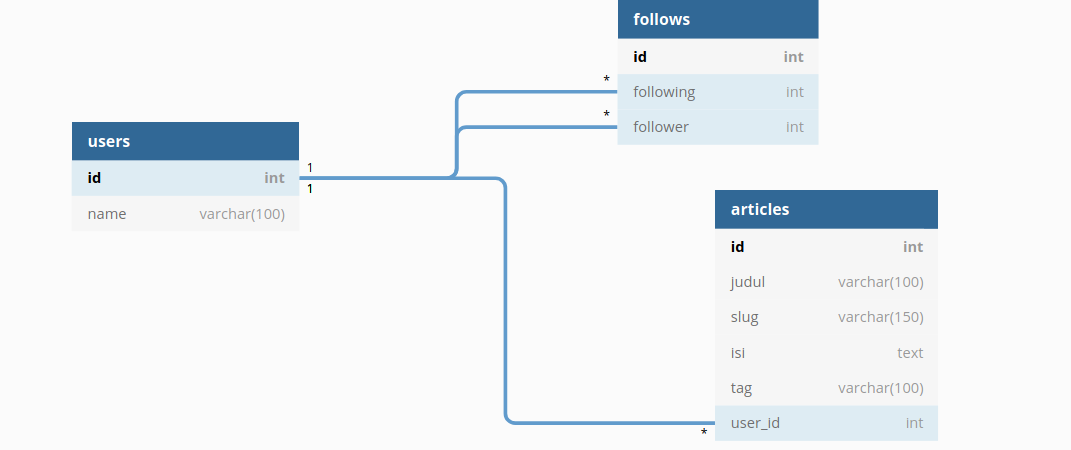 follows
id int
* following int
* follower int
users
id int 1
1
name varchar(100)
articles
id int
judul varchar(100)
slug varchar(150)
isi text
tag varchar(100)
user_id int
*